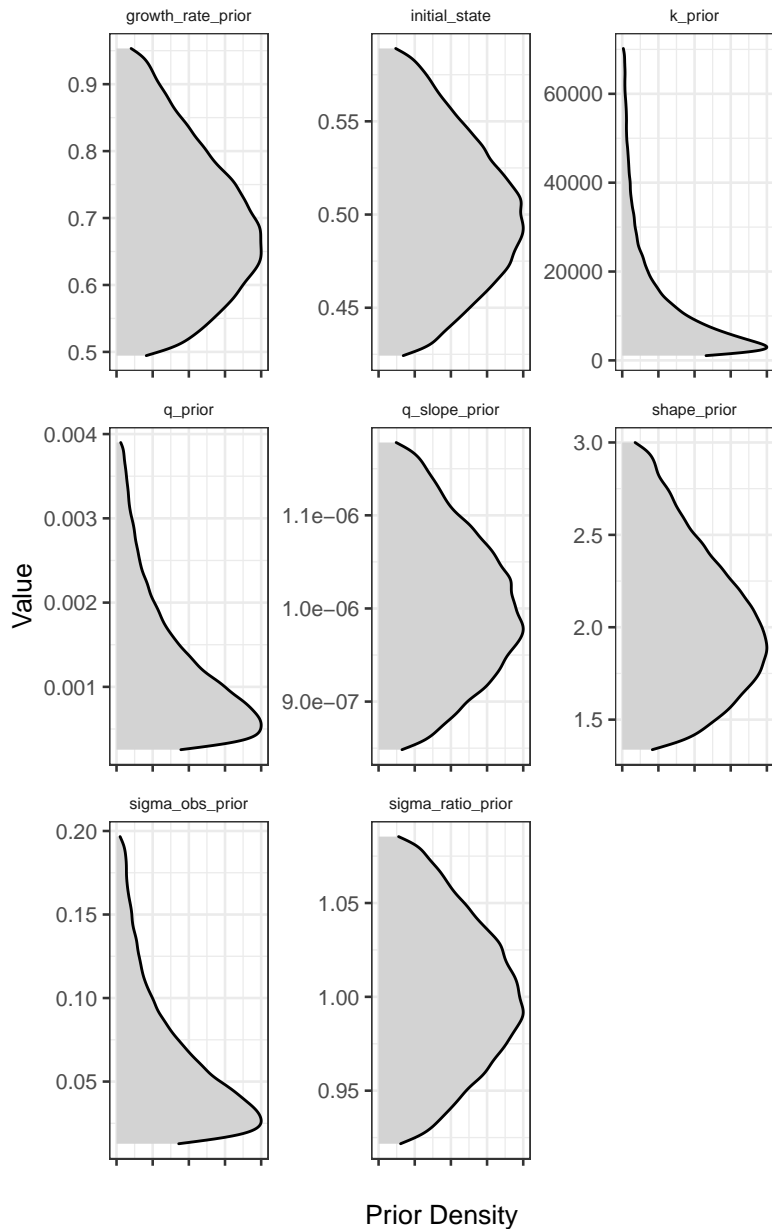 growth_rate_prior
initial_state
k_prior
0.9
0.8
0.7
0.6
0.5
0.55
0.50
0.45
60000
40000
20000
0
q_prior
q_slope_prior
shape_prior
Value
0.004
0.003
0.002
0.001
1.1e-06
1.0e-06
9.0e-07
3.0
2.5
2.0
1.5
sigma_obs_prior
sigma_ratio_prior
0.20
0.15
0.10
0.05
1.05
1.00
0.95
Prior Density